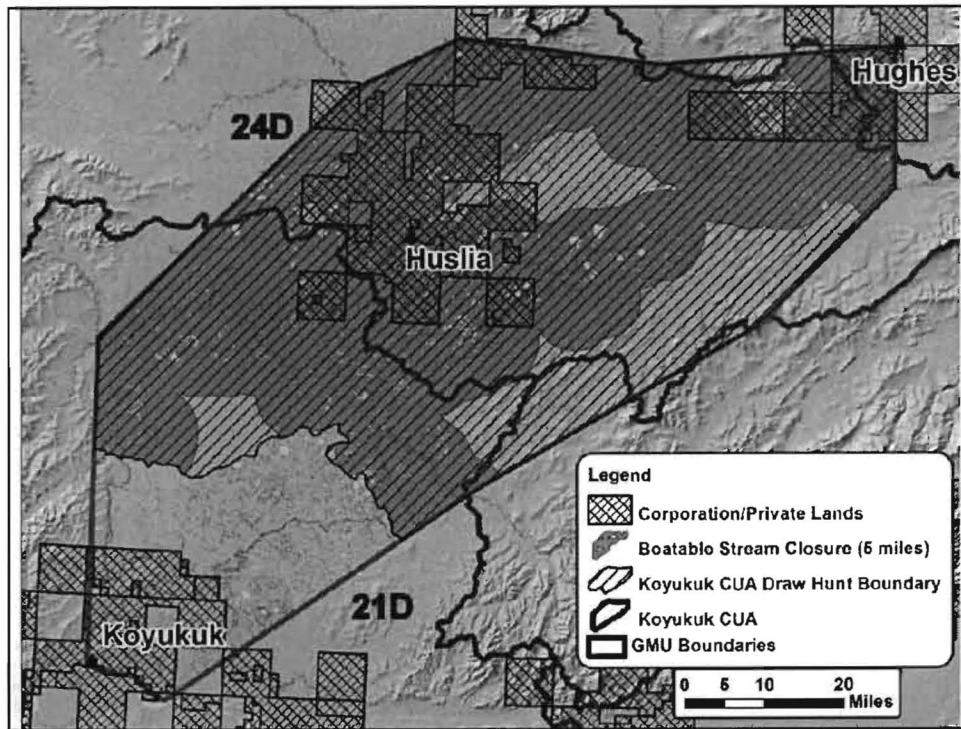 Hughes
24D
Huslia
Legend
Corporation/Private Lands
Boatable Stream Closure (5 miles)
Koyukuk CUA Draw Hunt Boundary
Koyukuk CUA
GMU Boundaries
21D
Koyukuk
0 5 10 20
Miles